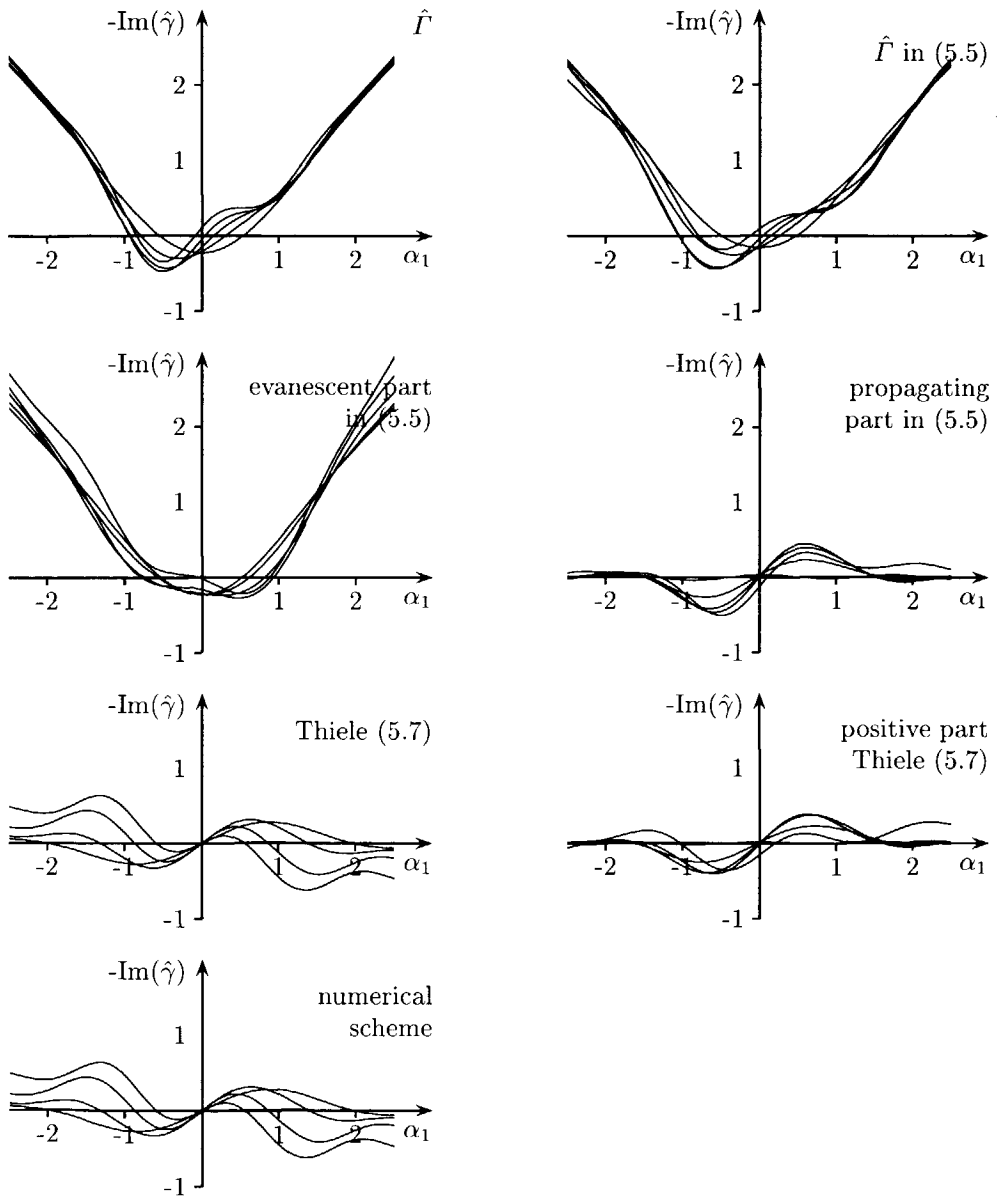 -Im(γ̂)
Γ̂
2
1
-2
-1
1
2
α₁
-1
-Im(γ̂)
Γ̂ in (5.5)
2
1
-2
-1
1
2
α₁
-1
-Im(γ̂)
evanescent part
in (5.5)
2
1
-2
-1
1
2
α₁
-1
-Im(γ̂)
propagating
part in (5.5)
2
1
-2
-1
1
2
α₁
-1
-Im(γ̂)
Thiele (5.7)
1
-2
-1
1
2
α₁
-1
-Im(γ̂)
positive part
Thiele (5.7)
1
-2
-1
1
2
α₁
-1
-Im(γ̂)
numerical
scheme
1
-2
-1
1
2
α₁
-1